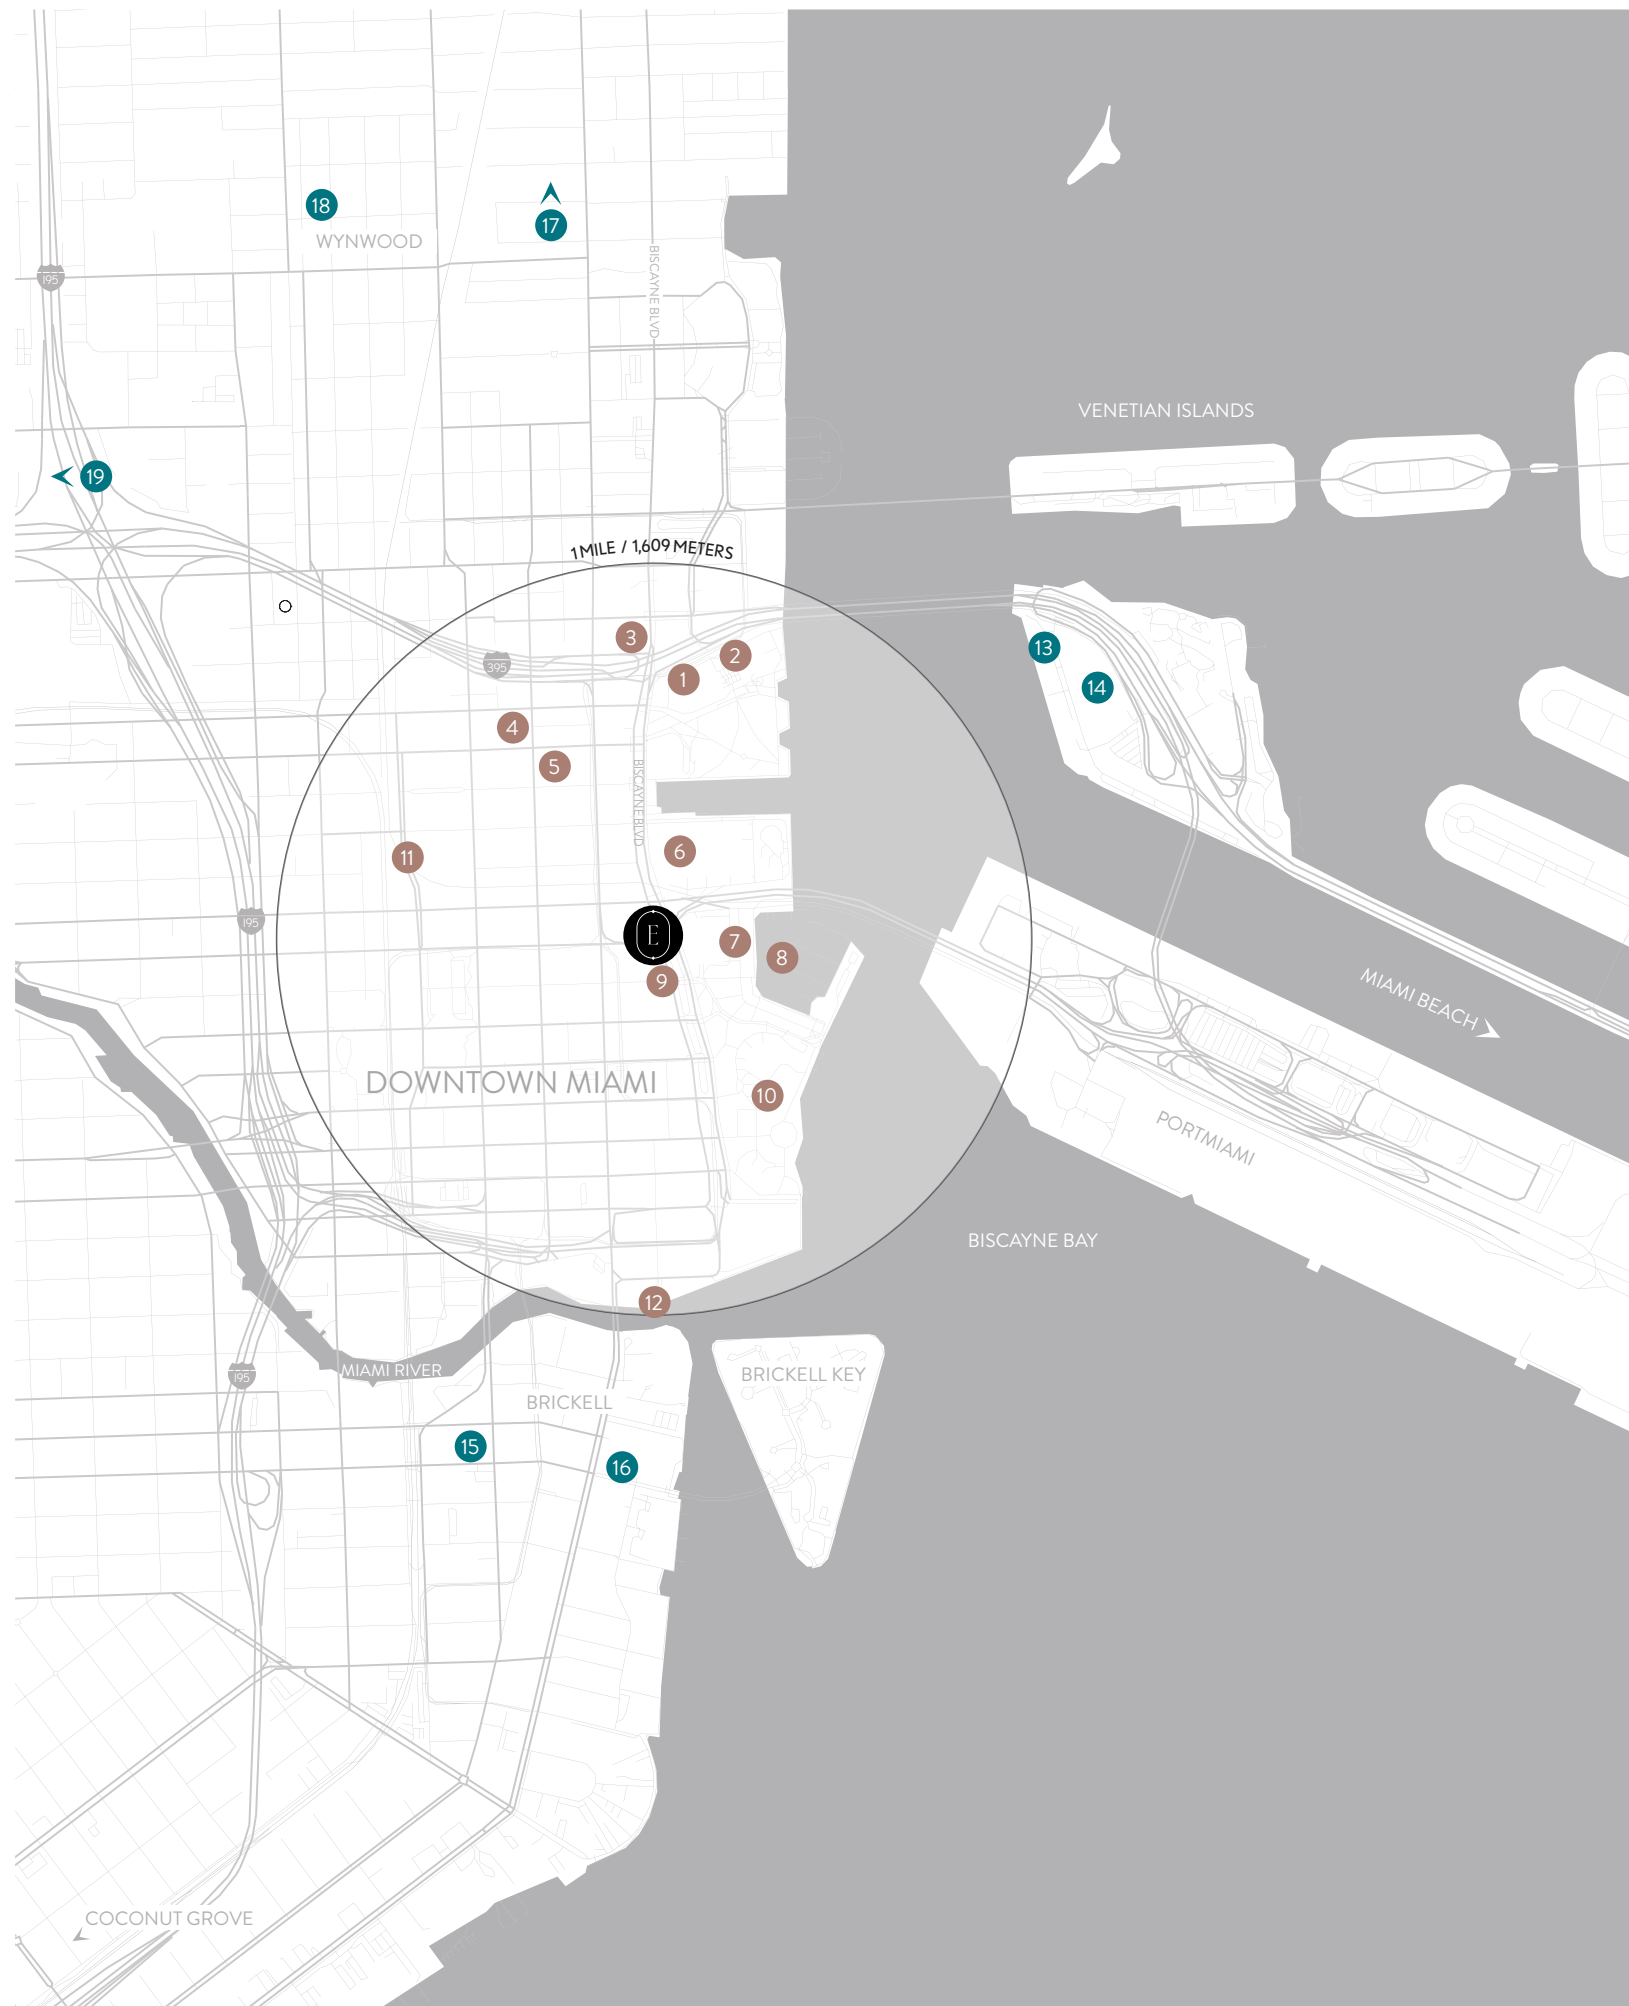 18
17
WYNWOOD
195
BISCAYNE BLVD
VENETIAN ISLANDS
19
1 MILE / 1,609 METERS
3
2
395
1
13
14
4
5
BISCAYNE BLVD
6
11
195
E
7
8
9
MIAMI BEACH
DOWNTOWN MIAMI
10
PORTMIAMI
BISCAYNE BAY
12
MIAMI RIVER
195
BRICKELL KEY
BRICKELL
15
16
COCONUT GROVE